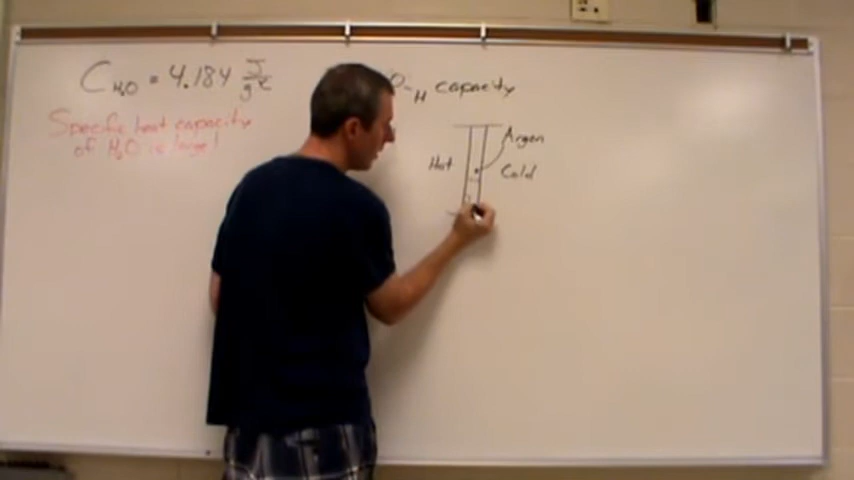 C H₂O = 4.184 J/g°C
Specific heat capacity
of H₂O is large!
H capacity
Argon
Hot
Cold